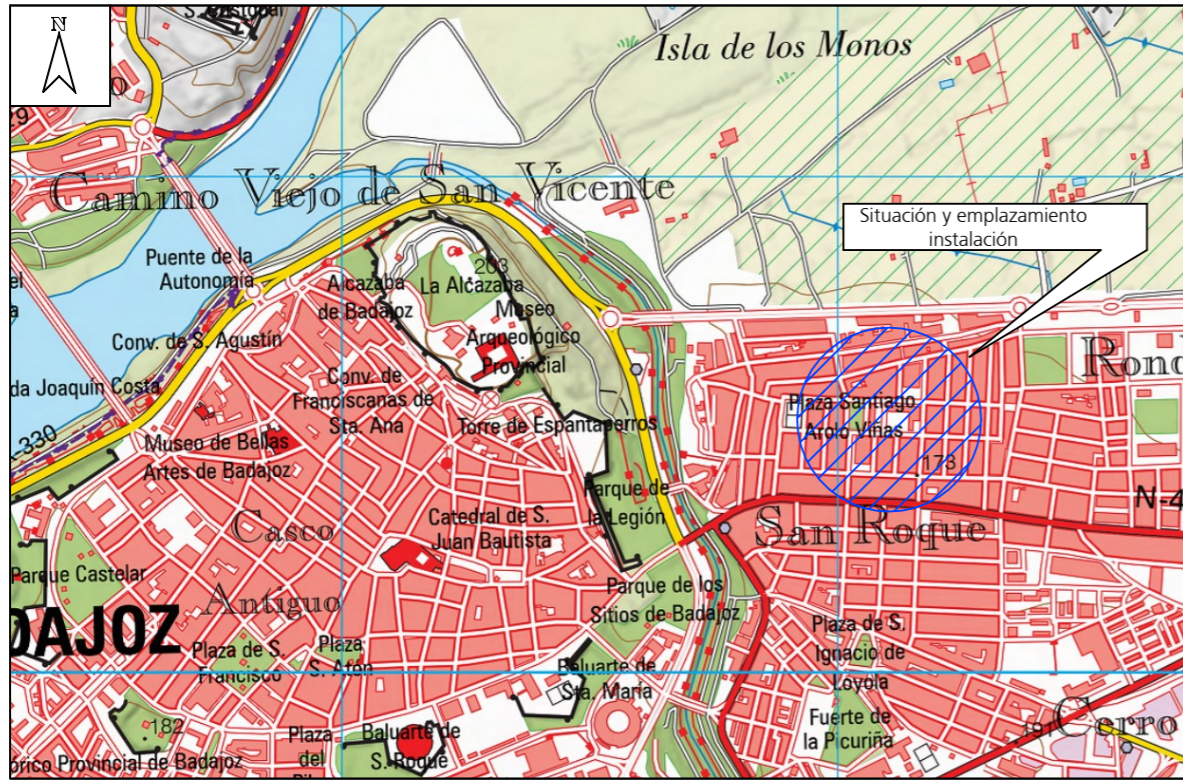 S. Cristóbal
N
Isla de los Monos
29
Camino Viejo de San Vicente
Situación y emplazamiento
instalación
Puente de la
Autonomía
el
a
203
Alcazaba
de Badajoz
La Alcazaba
Museo
Arqueológico
Provincial
Conv. de S. Agustín
Rond
da Joaquín Costa
Conv. de
Franciscanas de
Sta. Ana
Plaza Santiago
Arolo Viñas
Torre de Espantaperros
-330
Museo de Bellas
Artes de Badajoz
173
Parque de
la Legión
N-4
Casco
Antiguo
Catedral de S.
Juan Bautista
San Roque
Parque Castelar
Parque de los
Sitios de Badajoz
DAJOZ
Plaza de S.
Francisco
Plaza
S. Atón
Plaza de S.
Ignacio de
Loyola
Baluarte de
Sta. María
Fuerte de
la Picuriña
191
Cerro
182
órico Provincial de Badajoz
Plaza
del
Baluarte de
S. Roque